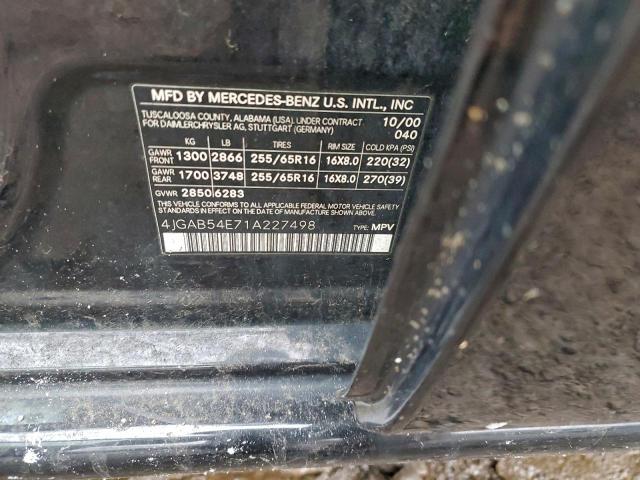 MFD BY MERCEDES-BENZ U.S. INTL., INC
TUSCALOOSA COUNTY, ALABAMA (USA). UNDER CONTRACT 10/00
FOR DAIMLERCHRYSLER AG, STUTTGART (GERMANY) 040
KG LB TIRES RIM SIZE COLD KPA (PSI)
GAWR FRONT 1300 2866 255/65R16 16X8.0 220(32)
GAWR REAR 1700 3748 255/65R16 16X8.0 270(39)
GVWR 2850 6283
THIS VEHICLE CONFORMS TO ALL APPLICABLE FEDERAL MOTOR VEHICLE
SAFETY STANDARDS IN EFFECT ON THE DATE OF MANUFACTURE SHOWN ABOVE
4JGAB54E71A227498 TYPE: MPV